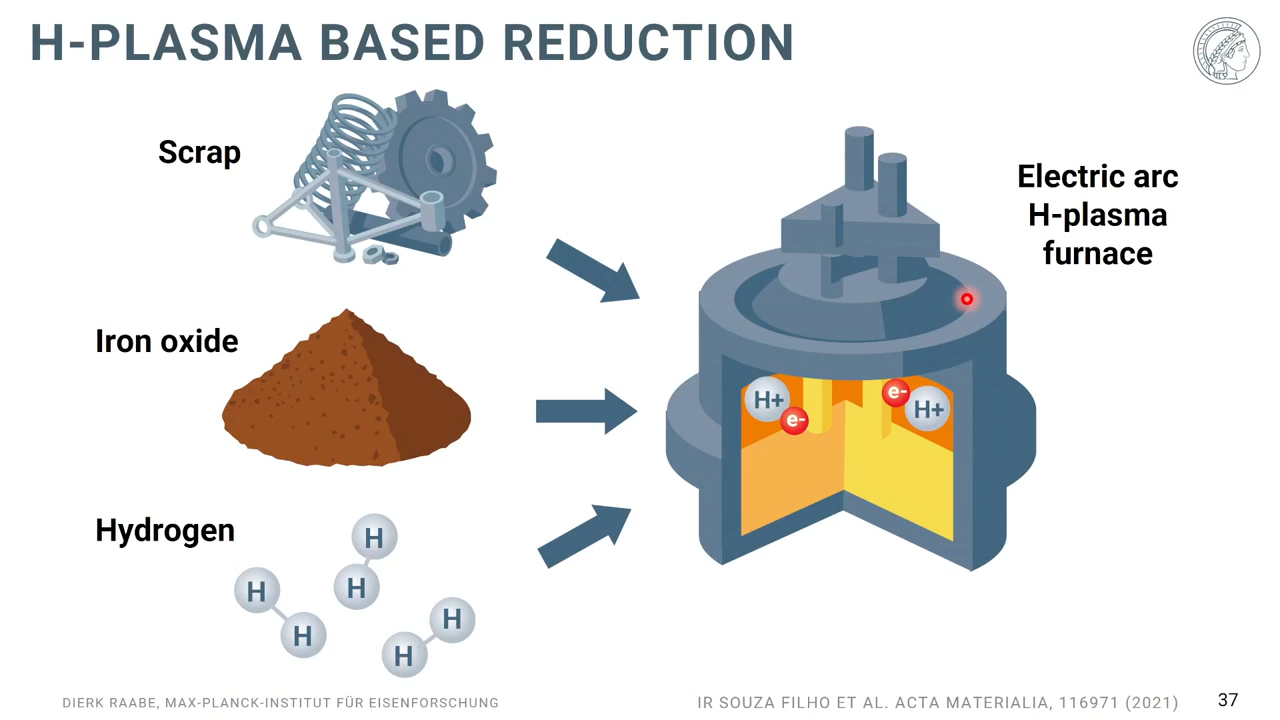 H-PLASMA BASED REDUCTION
Scrap
Electric arc
H-plasma
furnace
Iron oxide
H+
e-
e-
H+
Hydrogen
H
H
H
H
H
H
DIERK RAABE, MAX-PLANCK-INSTITUT FÜR EISENFORSCHUNG
IR SOUZA FILHO ET AL. ACTA MATERIALIA, 116971 (2021)
37